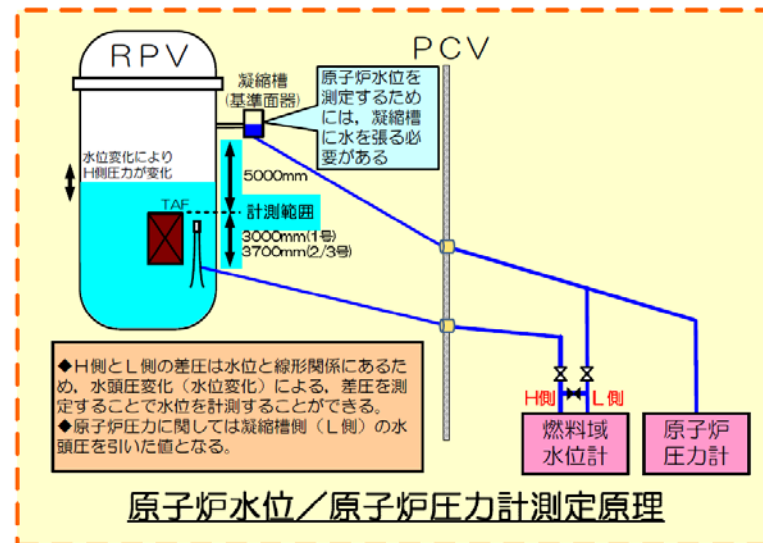 RPV
PCV
凝縮槽
(基準面器)
原子炉水位を
測定するため
には，凝縮槽
に水を張る必
要がある
水位変化により
H側圧力が変化
5000mm
TAF
計測範囲
3000mm(1号)
3700mm(2/3号)
◆H側とL側の差圧は水位と線形関係にあるた
め，水頭圧変化（水位変化）による，差圧を測
定することで水位を計測することができる。
◆原子炉圧力に関しては凝縮槽側（L側）の水
頭圧を引いた値となる。
H側
L側
燃料域
水位計
原子炉
圧力計
原子炉水位／原子炉圧力計測定原理